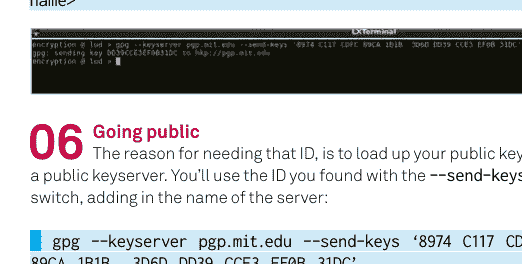 name>
LXTerminal
encryption @ lud > gpg --keyserver pgp.mit.edu --send-keys '8974 C117 CDFC 89CA 1B1B  3D6D DD39 CCE3 EF0B 31DC'
gpg: sending key DD39CCE3EF0B31DC to hkp://pgp.mit.edu
encryption @ lud >
06 Going public
The reason for needing that ID, is to load up your public key
a public keyserver. You’ll use the ID you found with the --send-keys
switch, adding in the name of the server:
gpg --keyserver pgp.mit.edu --send-keys ‘8974 C117 CD
89CA 1B1B  3D6D DD39 CCE3 EF0B 31DC’